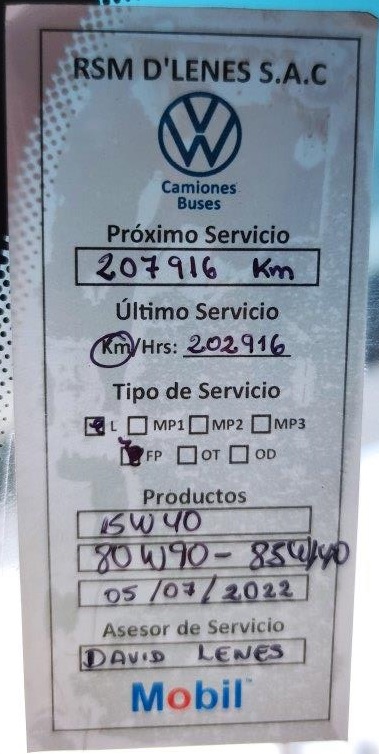 RSM D'LENES S.A.C
Camiones
Buses
Próximo Servicio
207916 Km
Último Servicio
Km/Hrs: 202916
Tipo de Servicio
L MP1 MP2 MP3
FP OT OD
Productos
15W40
80W90 - 85W140
05/07/2022
Asesor de Servicio
DAVID LENES
Mobil